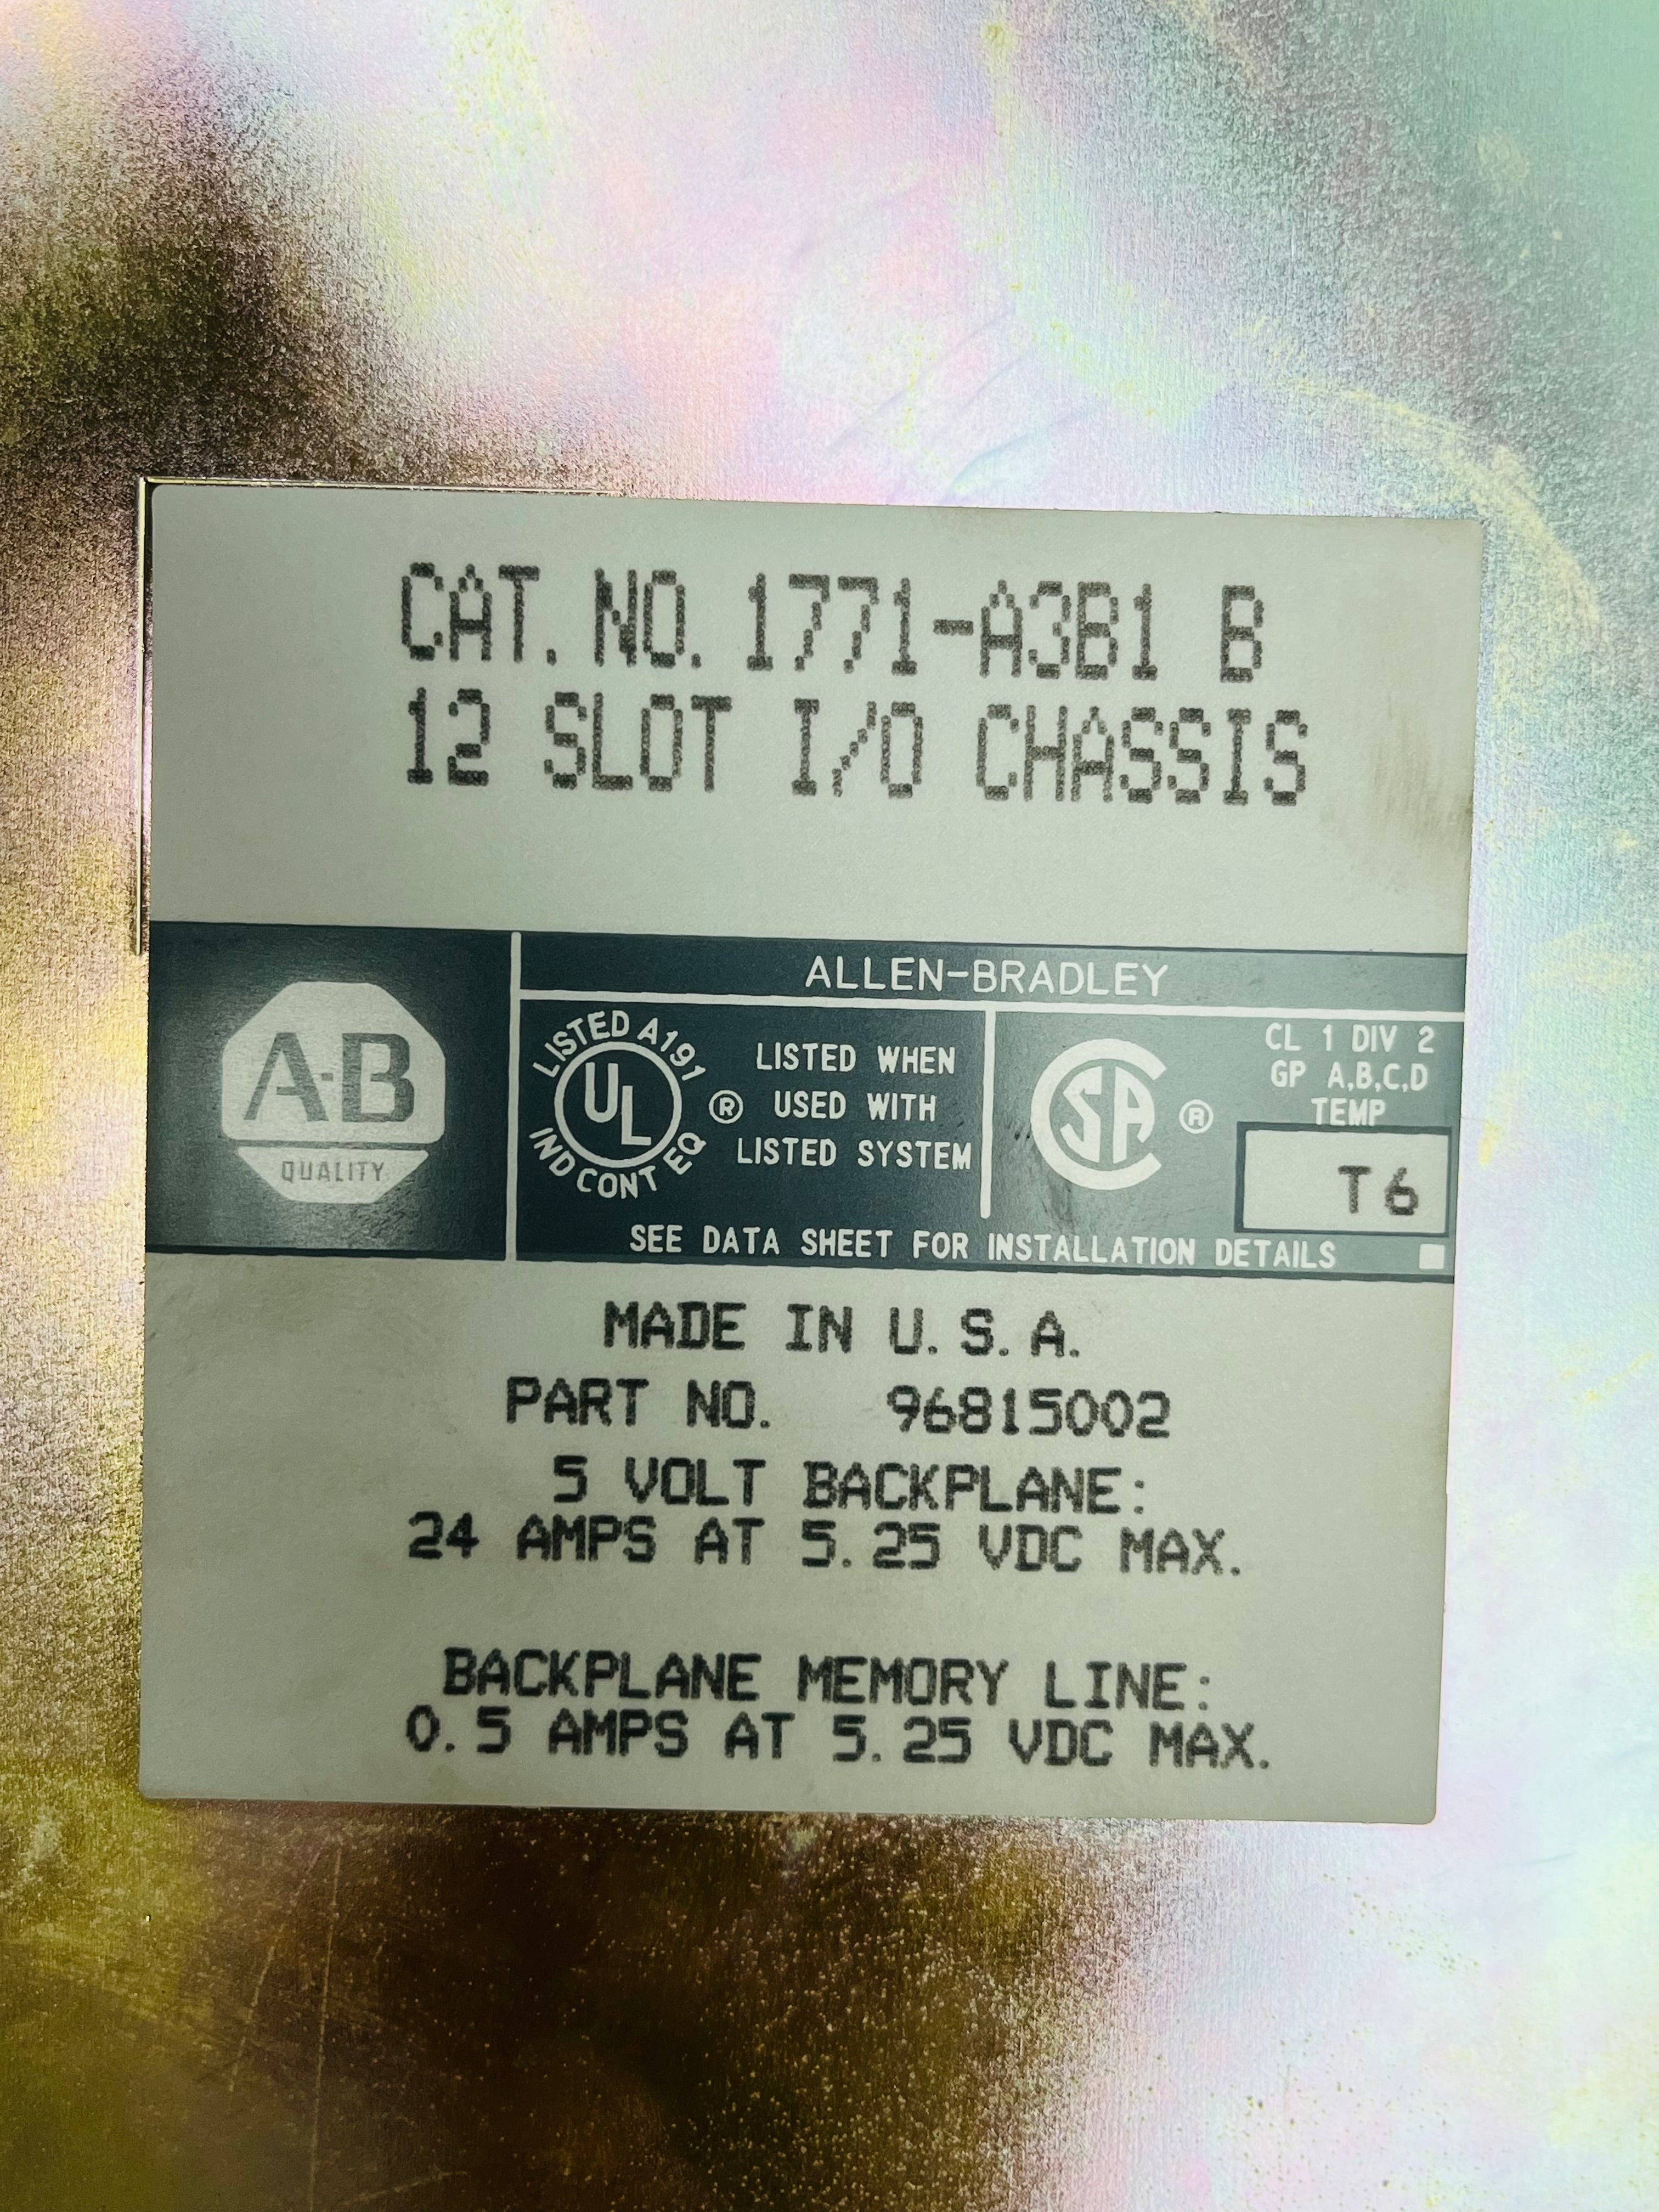 CAT. NO. 1771-A3B1 B
12 SLOT I/O CHASSIS
ALLEN-BRADLEY
A-B
QUALITY
LISTED A191
UL
®
IND CONT EQ
LISTED WHEN
USED WITH
LISTED SYSTEM
SA
®
CL 1 DIV 2
GP A,B,C,D
TEMP
T6
SEE DATA SHEET FOR INSTALLATION DETAILS
MADE IN U.S.A.
PART NO. 96815002
5 VOLT BACKPLANE:
24 AMPS AT 5.25 VDC MAX.
BACKPLANE MEMORY LINE:
0.5 AMPS AT 5.25 VDC MAX.